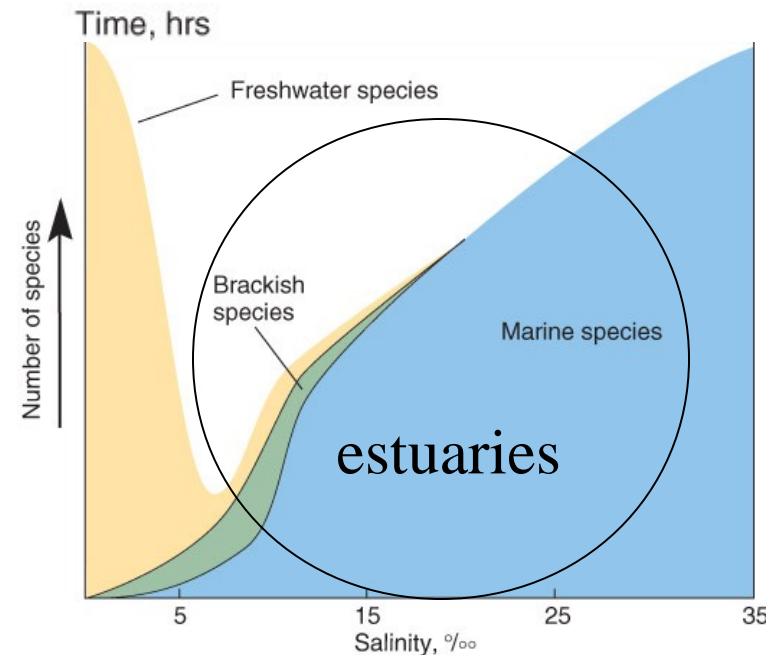 Time, hrs
Freshwater species
Number of species
Brackish
species
Marine species
estuaries
5 15 25 35
Salinity, ‰